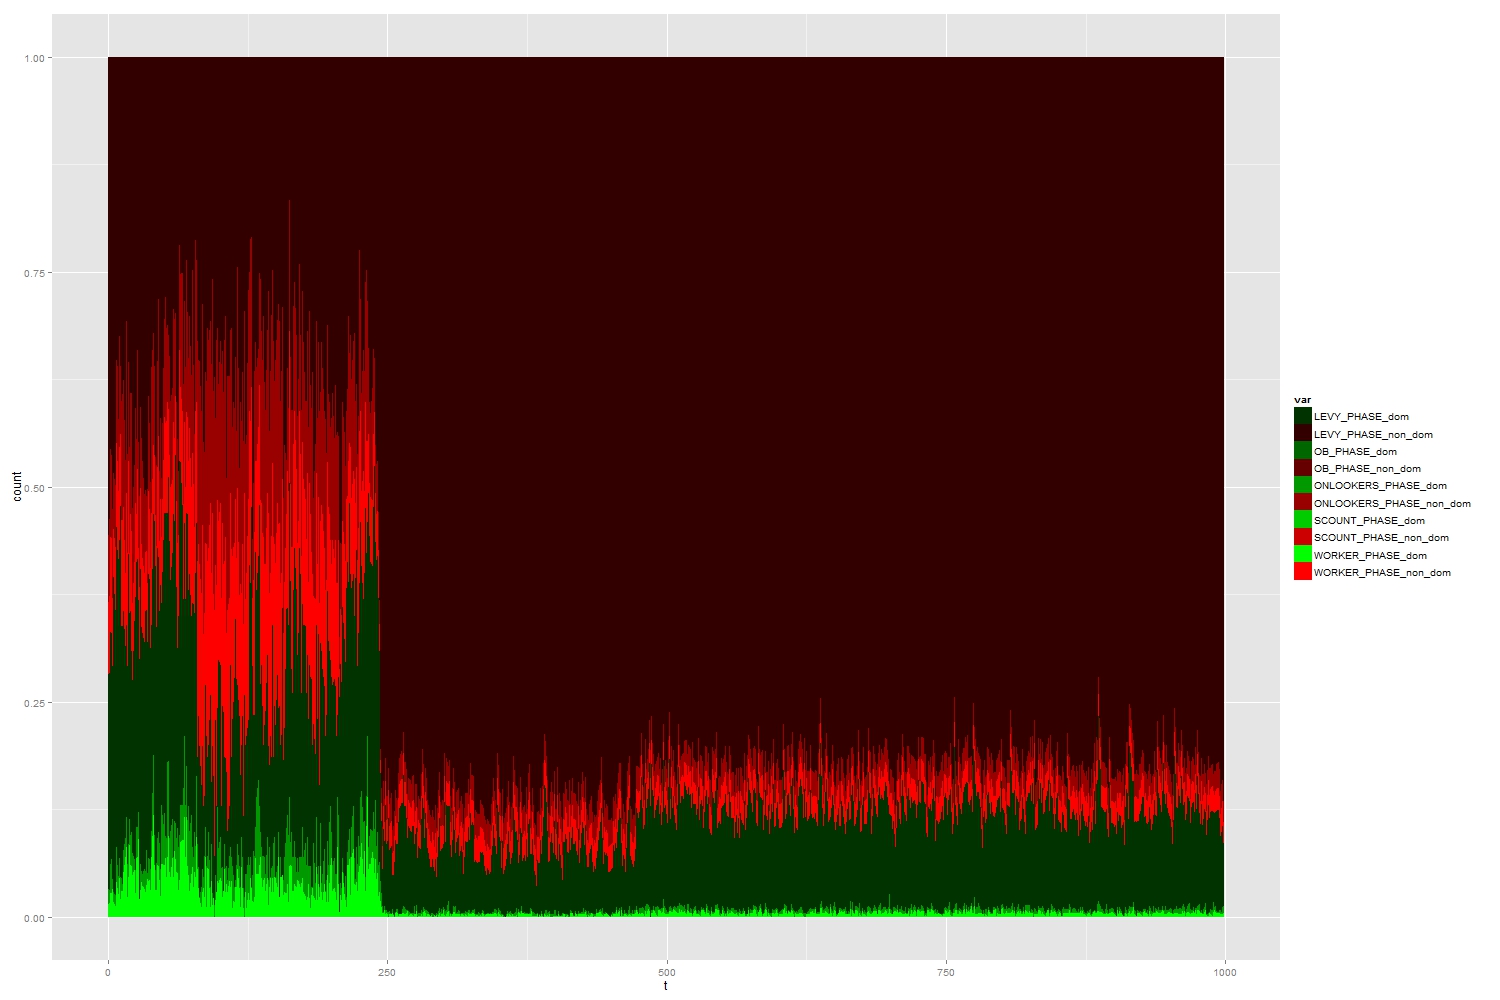 1.00
0.75
0.50
0.25
0.00
count
0
250
500
750
1000
t
var
LEVY_PHASE_dom
LEVY_PHASE_non_dom
OB_PHASE_dom
OB_PHASE_non_dom
ONLOOKERS_PHASE_dom
ONLOOKERS_PHASE_non_dom
SCOUNT_PHASE_dom
SCOUNT_PHASE_non_dom
WORKER_PHASE_dom
WORKER_PHASE_non_dom